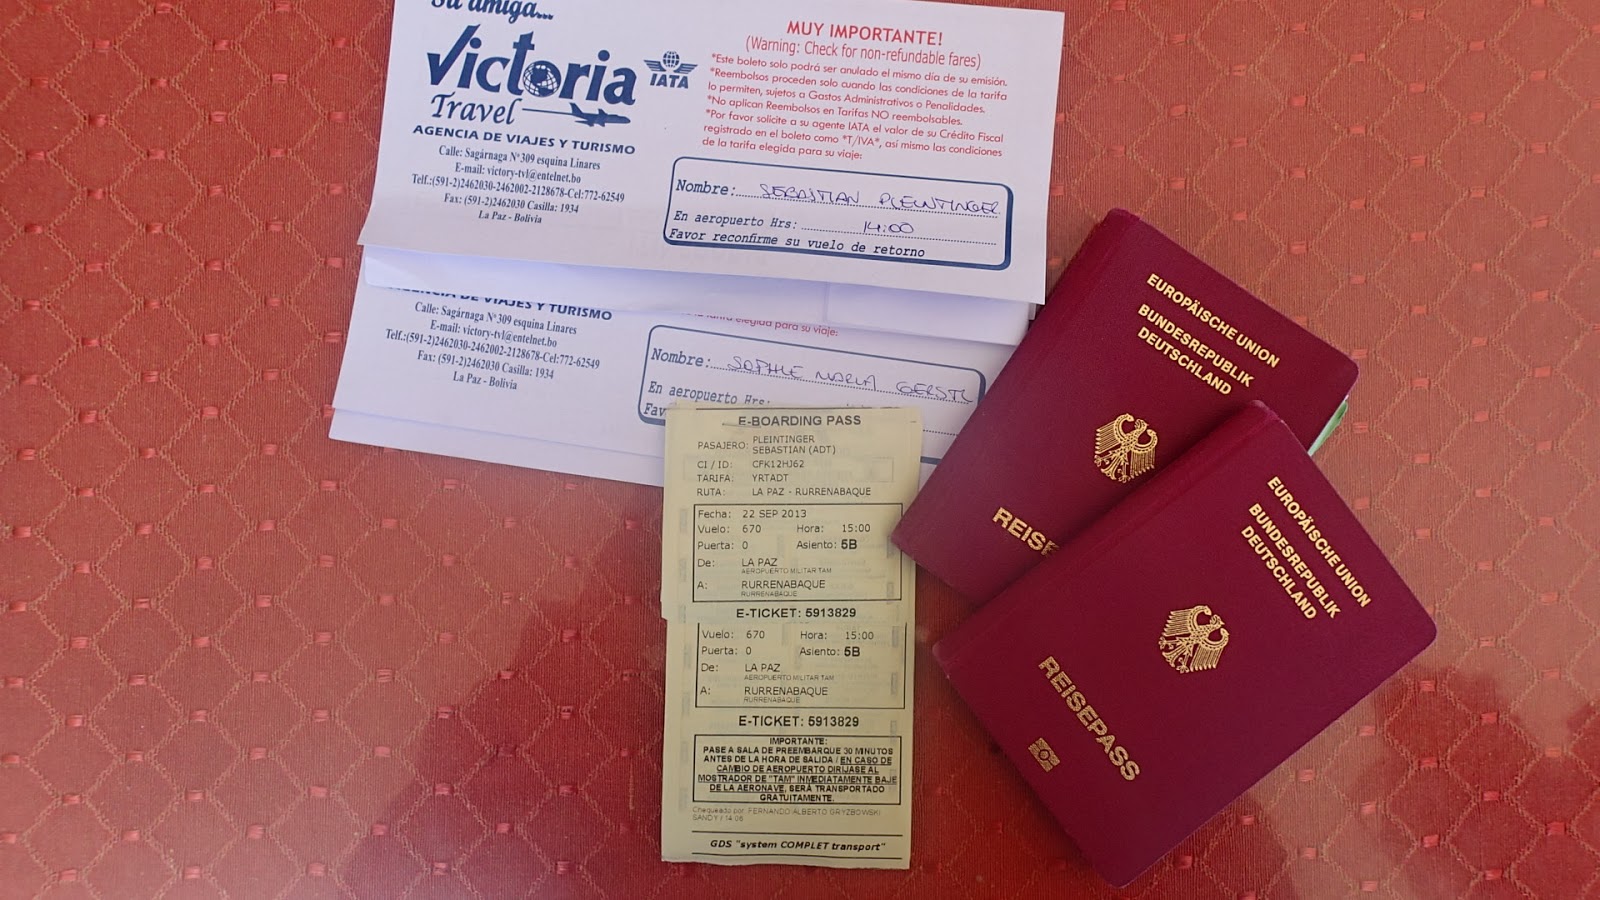 Su amiga...
Victoria
Travel
IATA
AGENCIA DE VIAJES Y TURISMO
Calle: Sagárnaga N°309 esquina Linares
E-mail: victory-tvl@entelnet.bo
Telf.:(591-2)2462030-2462002-2128678-Cel:772-62549
Fax: (591-2)2462030 Casilla: 1934
La Paz - Bolivia
MUY IMPORTANTE!
(Warning: Check for non-refundable fares)
*Este boleto solo podrá ser anulado el mismo día de su emisión.
*Reembolsos proceden solo cuando las condiciones de la tarifa
lo permiten, sujetos a Gastos Administrativos o Penalidades.
*No aplican Reembolsos en Tarifas NO reembolsables.
*Por favor solicite a su agente IATA el valor de su Crédito Fiscal
registrado en el boleto como *T/IVA*, así mismo las condiciones
de la tarifa elegida para su viaje:
Nombre: SEBASTIAN PLEINTINGER
En aeropuerto Hrs: 14:00
Favor reconfirme su vuelo de retorno
AGENCIA DE VIAJES Y TURISMO
Calle: Sagárnaga N°309 esquina Linares
E-mail: victory-tvl@entelnet.bo
Telf.:(591-2)2462030-2462002-2128678-Cel:772-62549
Fax: (591-2)2462030 Casilla: 1934
La Paz - Bolivia
tarifa elegida para su viaje:
Nombre: SOPHIE MARIA GERSTL
En aeropuerto Hrs:
Fav
E-BOARDING PASS
PASAJERO: PLEINTINGER
SEBASTIAN (ADT)
CI / ID: CFK12HJ62
TARIFA: YRTADT
RUTA: LA PAZ - RURRENABAQUE
Fecha: 22 SEP 2013
Vuelo: 670 Hora: 15:00
Puerta: 0 Asiento: 5B
De: LA PAZ
AEROPUERTO MILITAR TAM
A: RURRENABAQUE
RURRENABAQUE
E-TICKET: 5913829
Vuelo: 670 Hora: 15:00
Puerta: 0 Asiento: 5B
De: LA PAZ
AEROPUERTO MILITAR TAM
A: RURRENABAQUE
RURRENABAQUE
E-TICKET: 5913829
IMPORTANTE:
PASE A SALA DE PREEMBARQUE 30 MINUTOS
ANTES DE LA HORA DE SALIDA / EN CASO DE
CAMBIO DE AEROPUERTO DIRIJASE AL
MOSTRADOR DE "TAM" INMEDIATAMENTE BAJE
DE LA AERONAVE, SERÁ TRANSPORTADO
GRATUITAMENTE.
Chequeado por: FERNANDO ALBERTO GRYZBOWSKI
SANDY / 14:06
GDS "system COMPLET transport"
EUROPÄISCHE UNION
BUNDESREPUBLIK
DEUTSCHLAND
REISE
EUROPÄISCHE UNION
BUNDESREPUBLIK
DEUTSCHLAND
REISEPASS